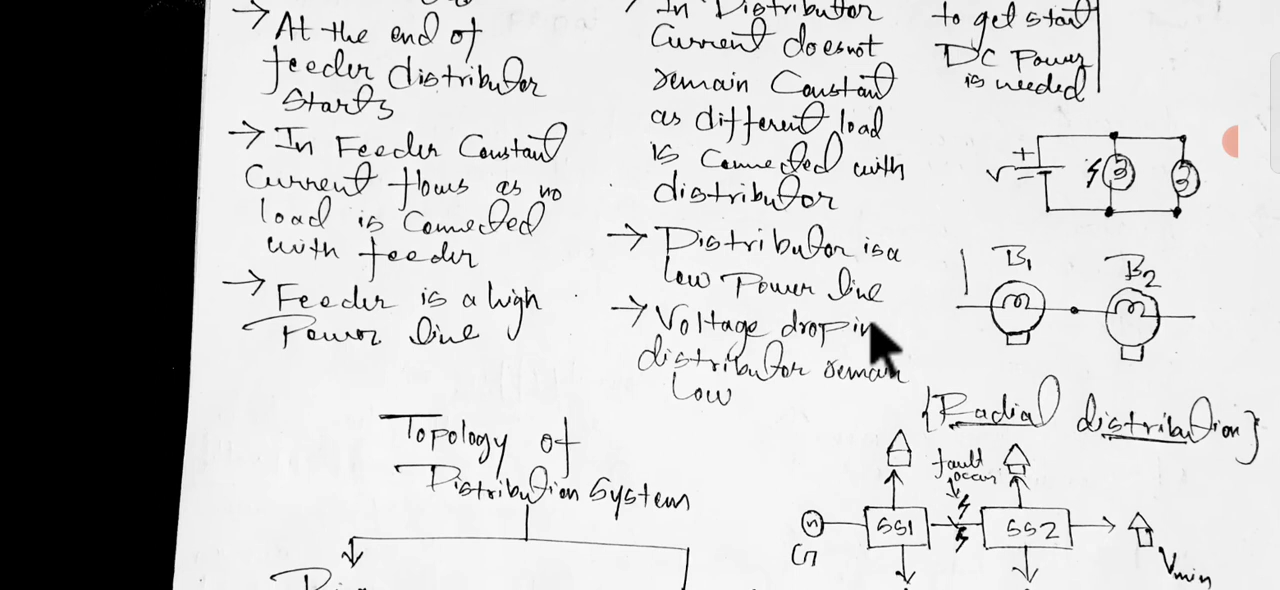 → At the end of
feeder distributor
starts
→ In Feeder Constant
Current flows as no
load is Connected
with feeder
→ Feeder is a high
Power line
In Distributor
Current does not
remain Constant
as different load
is Connected with
distributor
→ Distributor is a
low Power line
→ Voltage drop in
distributor remain
low
to get start
DC Power
is needed
+
V
B1
B2
{Radial distribution}
fault
occur
G
SS1
SS2
Vmin
Topology of
Distribution System